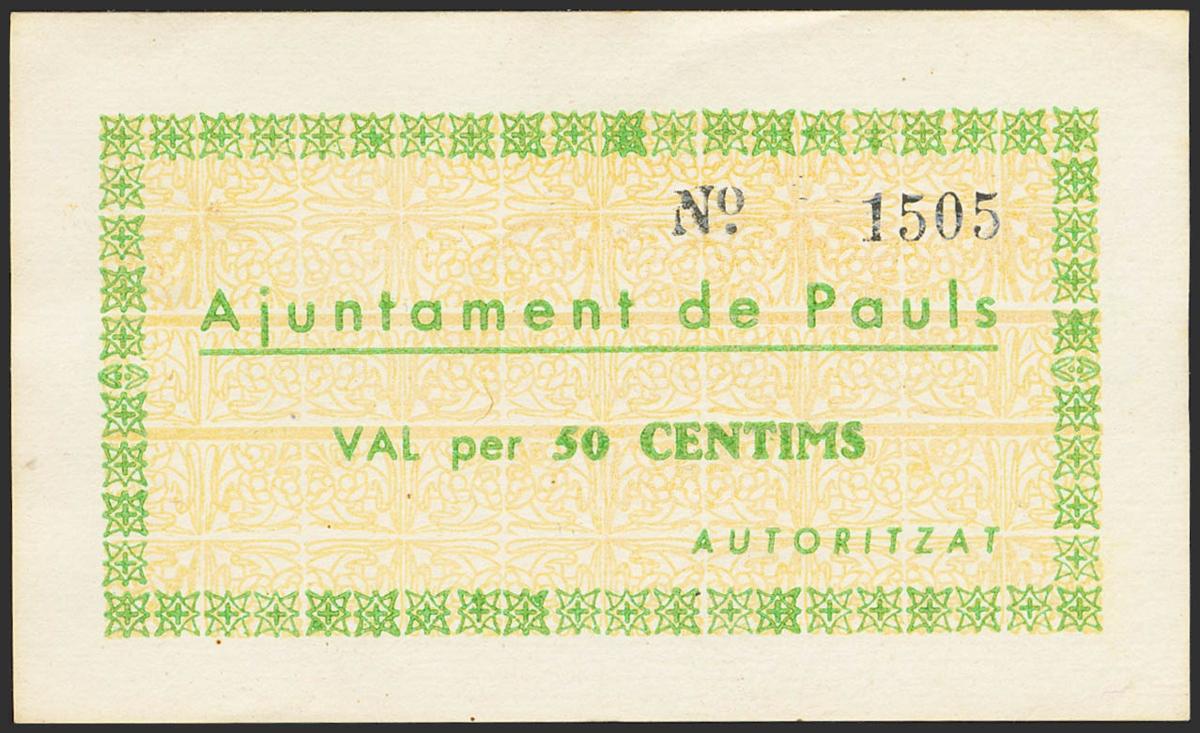 Nº. 1505
Ajuntament de Pauls
VAL per 50 CENTIMS
AUTORITZAT